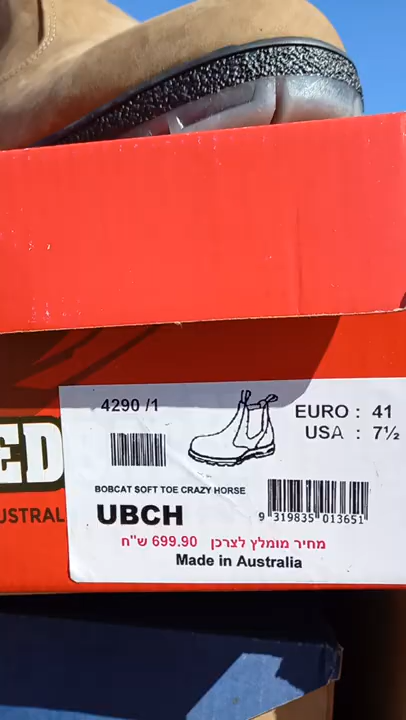 4290 /1
EURO : 41
USA : 7½
ED
USTRAL
BOBCAT SOFT TOE CRAZY HORSE
UBCH
9 319835 013651
מחיר מומלץ לצרכן 699.90 ש"ח
Made in Australia